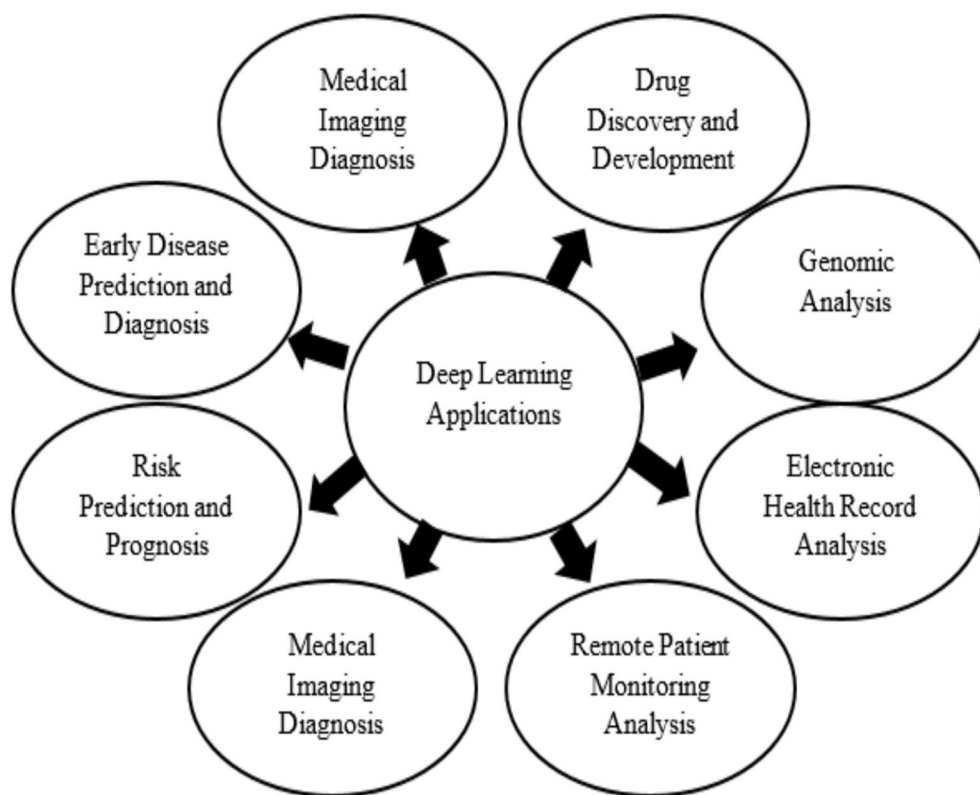 Medical
Imaging
Diagnosis
Drug
Discovery and
Development
Early Disease
Prediction and
Diagnosis
Genomic
Analysis
Deep Learning
Applications
Risk
Prediction and
Prognosis
Electronic
Health Record
Analysis
Medical
Imaging
Diagnosis
Remote Patient
Monitoring
Analysis